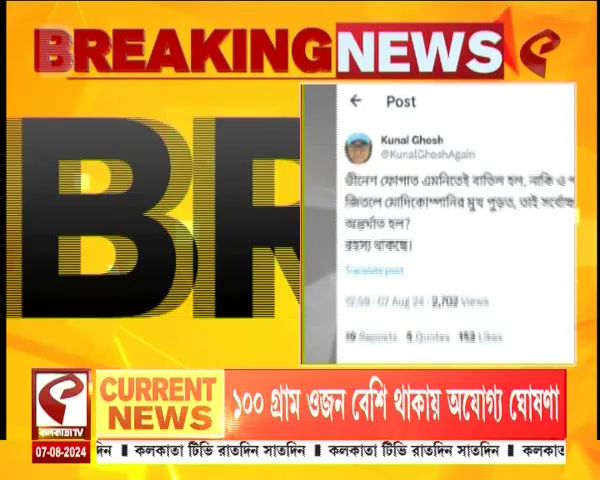 BREAKING NEWS
BR
Post
Kunal Ghosh
@KunalGhoshAgain
ভীনেশ ফোগাত এমনিতেই বাতিল হল, নাকি ও
জিতলে মোদিকোম্পানির মুখ পুড়ত, তাই
অন্তর্ঘাত হল?
রহস্য থাকছে।
Translate post
12:59 · 07 Aug 24 · 2,702 Views
5 Quotes 153 Likes
CURRENT NEWS
১০০ গ্রাম ওজন বেশি থাকায় অযোগ্য ঘোষণা
কলকাতা TV
07-08-2024
দিন ॥ কলকাতা টিভি রাতদিন সাতদিন ॥ কলকাতা টিভি রাতদিন সাতদিন ॥